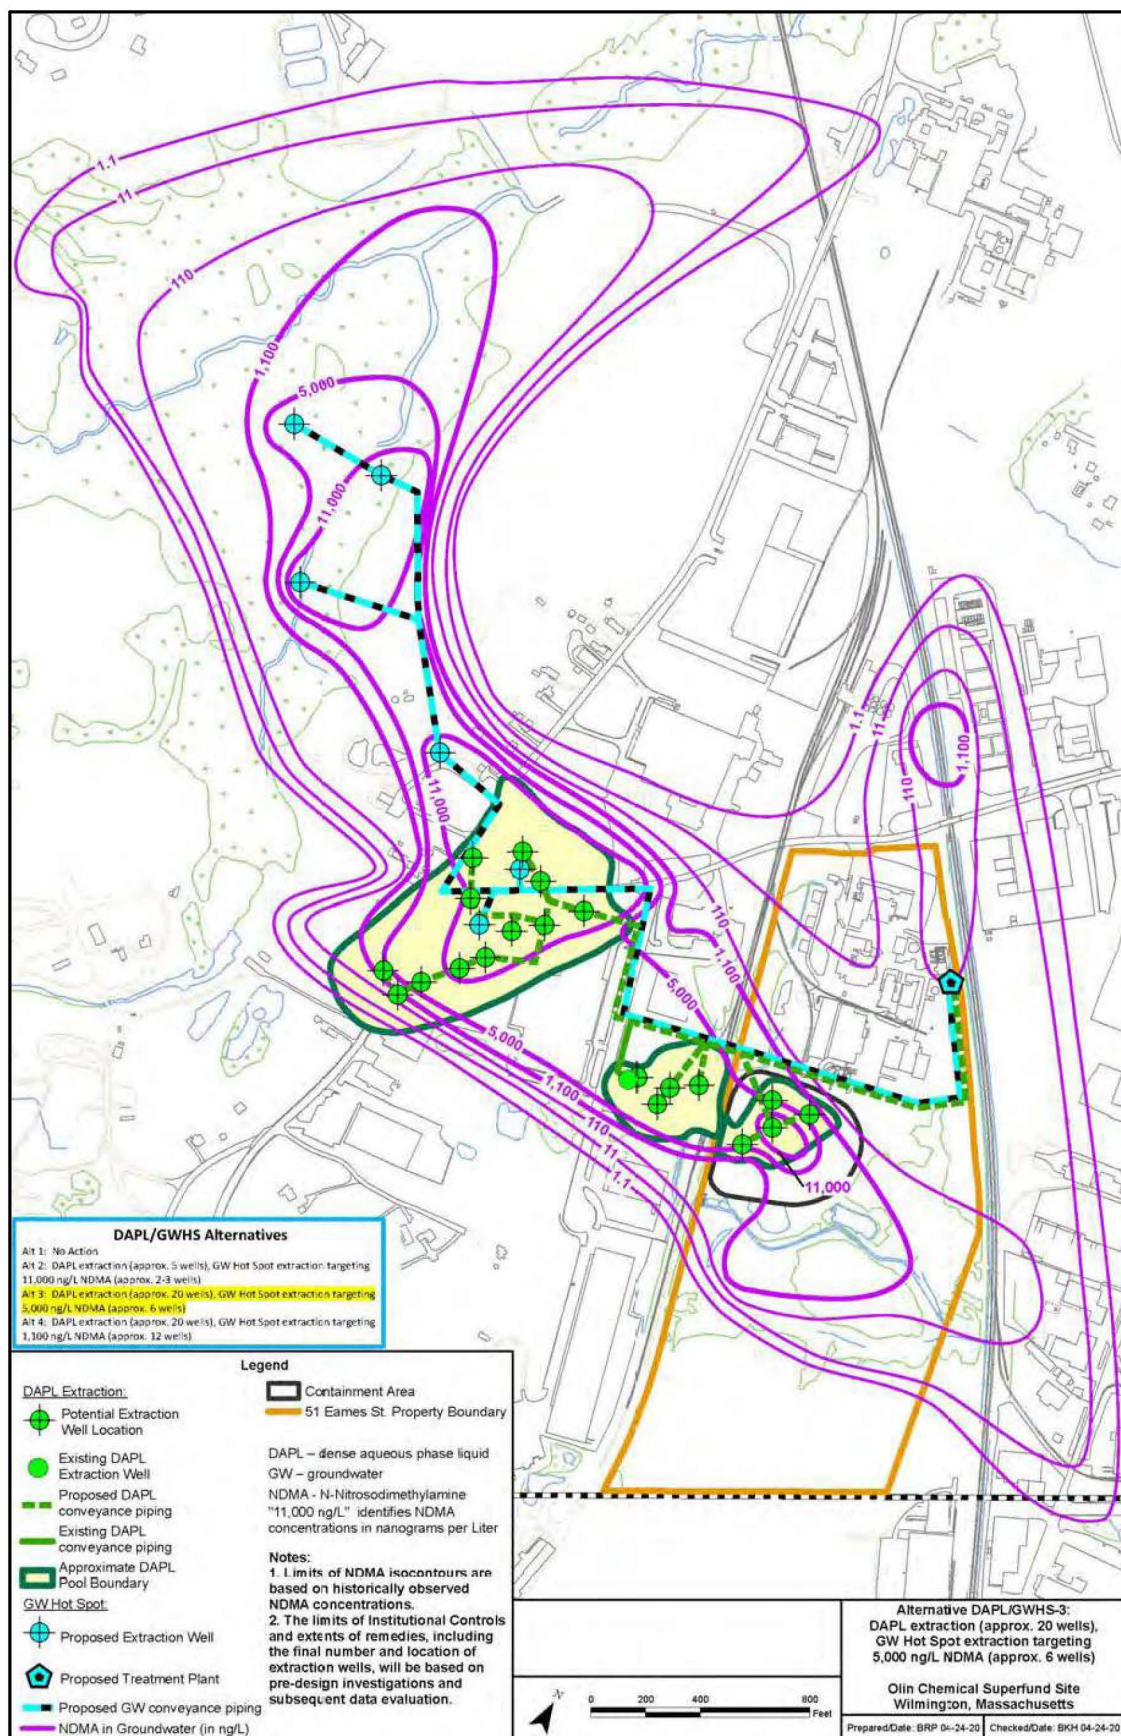 1.1
11
110
1,100
5,000
11,000
1.1
11
110
1,100
11,000
110
1,100
5,000
5,000
1,100
110
11
1.1
11,000
DAPL/GWHS Alternatives
Alt 1: No Action
Alt 2: DAPL extraction (approx. 5 wells), GW Hot Spot extraction targeting
11,000 ng/L NDMA (approx. 2-3 wells)
Alt 3: DAPL extraction (approx. 20 wells), GW Hot Spot extraction targeting
5,000 ng/L NDMA (approx. 6 wells)
Alt 4: DAPL extraction (approx. 20 wells), GW Hot Spot extraction targeting
1,100 ng/L NDMA (approx. 12 wells)
Legend
DAPL Extraction:
Potential Extraction
Well Location
Existing DAPL
Extraction Well
Proposed DAPL
conveyance piping
Existing DAPL
conveyance piping
Approximate DAPL
Pool Boundary
GW Hot Spot:
Proposed Extraction Well
Proposed Treatment Plant
Proposed GW conveyance piping
NDMA in Groundwater (in ng/L)
Containment Area
51 Eames St. Property Boundary
DAPL – dense aqueous phase liquid
GW – groundwater
NDMA - N-Nitrosodimethylamine
"11,000 ng/L" identifies NDMA
concentrations in nanograms per Liter
Notes:
1. Limits of NDMA isocontours are
based on historically observed
NDMA concentrations.
2. The limits of Institutional Controls
and extents of remedies, including
the final number and location of
extraction wells, will be based on
pre-design investigations and
subsequent data evaluation.
N
0 200 400 800
Feet
Alternative DAPL/GWHS-3:
DAPL extraction (approx. 20 wells),
GW Hot Spot extraction targeting
5,000 ng/L NDMA (approx. 6 wells)
Olin Chemical Superfund Site
Wilmington, Massachusetts
Prepared/Date: BRP 04-24-20
Checked/Date: BKH 04-24-20